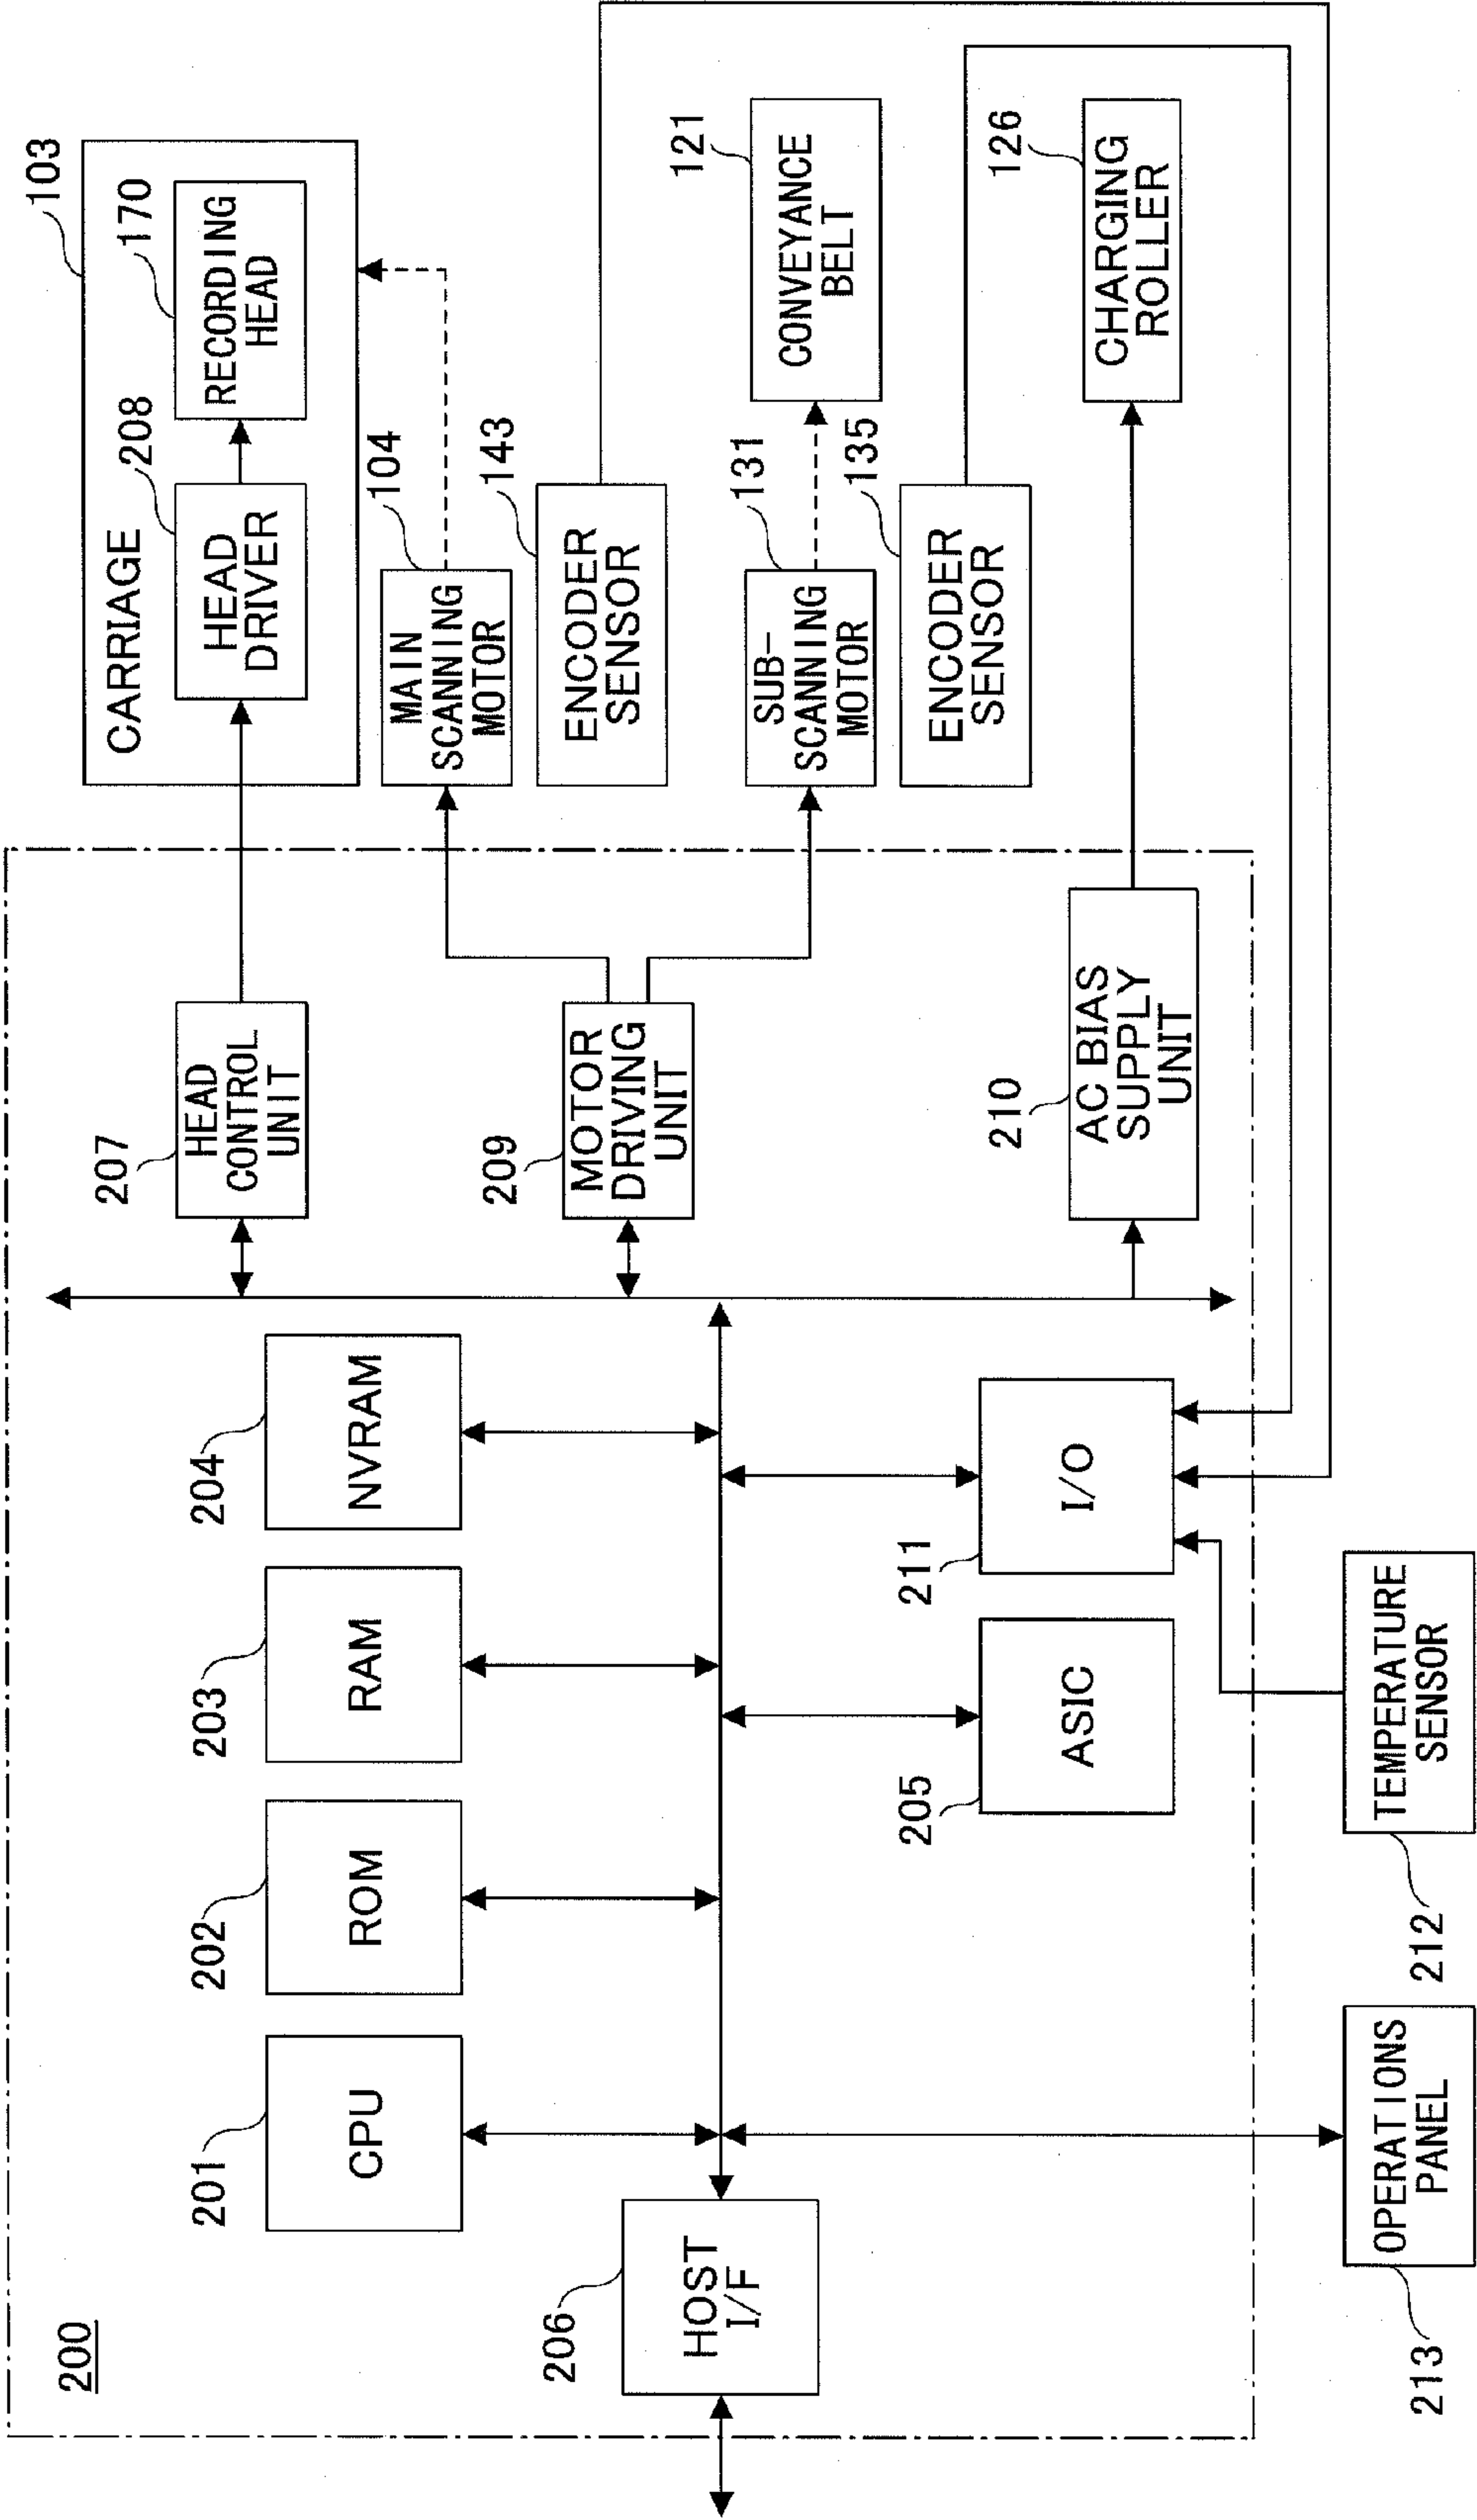 200
201
CPU
202
ROM
203
RAM
204
NVRAM
206
HOST
I/F
205
ASIC
211
I/O
207
HEAD
CONTROL
UNIT
209
MOTOR
DRIVING
UNIT
210
AC BIAS
SUPPLY
UNIT
CARRIAGE
103
208
HEAD
DRIVER
170
RECORDING
HEAD
104
MAIN
SCANNING
MOTOR
143
ENCODER
SENSOR
131
SUB-
SCANNING
MOTOR
121
CONVEYANCE
BELT
135
ENCODER
SENSOR
126
CHARGING
ROLLER
213
OPERATIONS
PANEL
212
TEMPERATURE
SENSOR